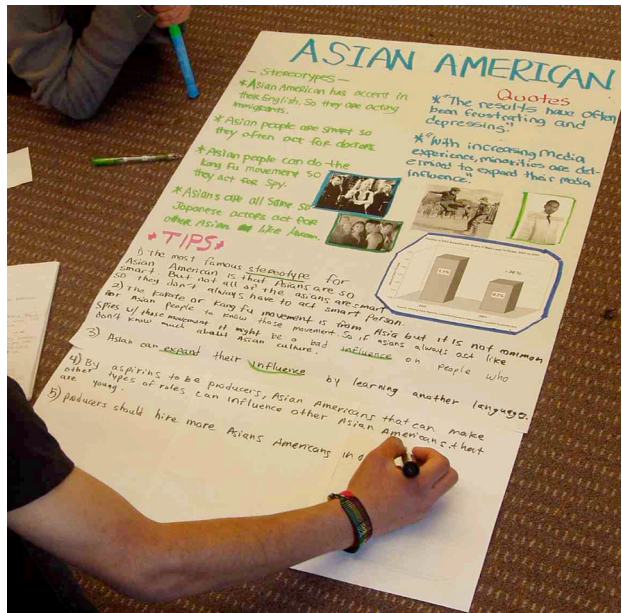 ASIAN AMERICAN
— Stereotypes —
* Asian American has accent in
their English. So they are acting
immigrants.
* Asian people are smart so
they often act for doctors
* Asian people can do the
kung Fu movement so
they act for spy.
* Asians are all same so
Japanese actors act for
other Asian like
Quotes
* "The results have often
been frustrating and
depressing."
* "With increasing media
experience, minorities are det-
ermined to expand their media
influence."
* TIPS *
1) the most famous stereotype for
Asian American is that Asians are so
smart. But not all of the asians are smart
so they don't always have to act smart person.
2) The karate or kang fu movement is from Asia but it is not common
for Asian people to know those movement. So if asians always act like
spies w/ those movement it might be a bad influence on people who
don't know much about Asian culture.
3) Asian can expand their influence by learning another language.
4) By aspiring to be producers, Asian Americans that can make
other types of roles can influence other Asian Americans that
are young.
5) producers should hire more Asians Americans in